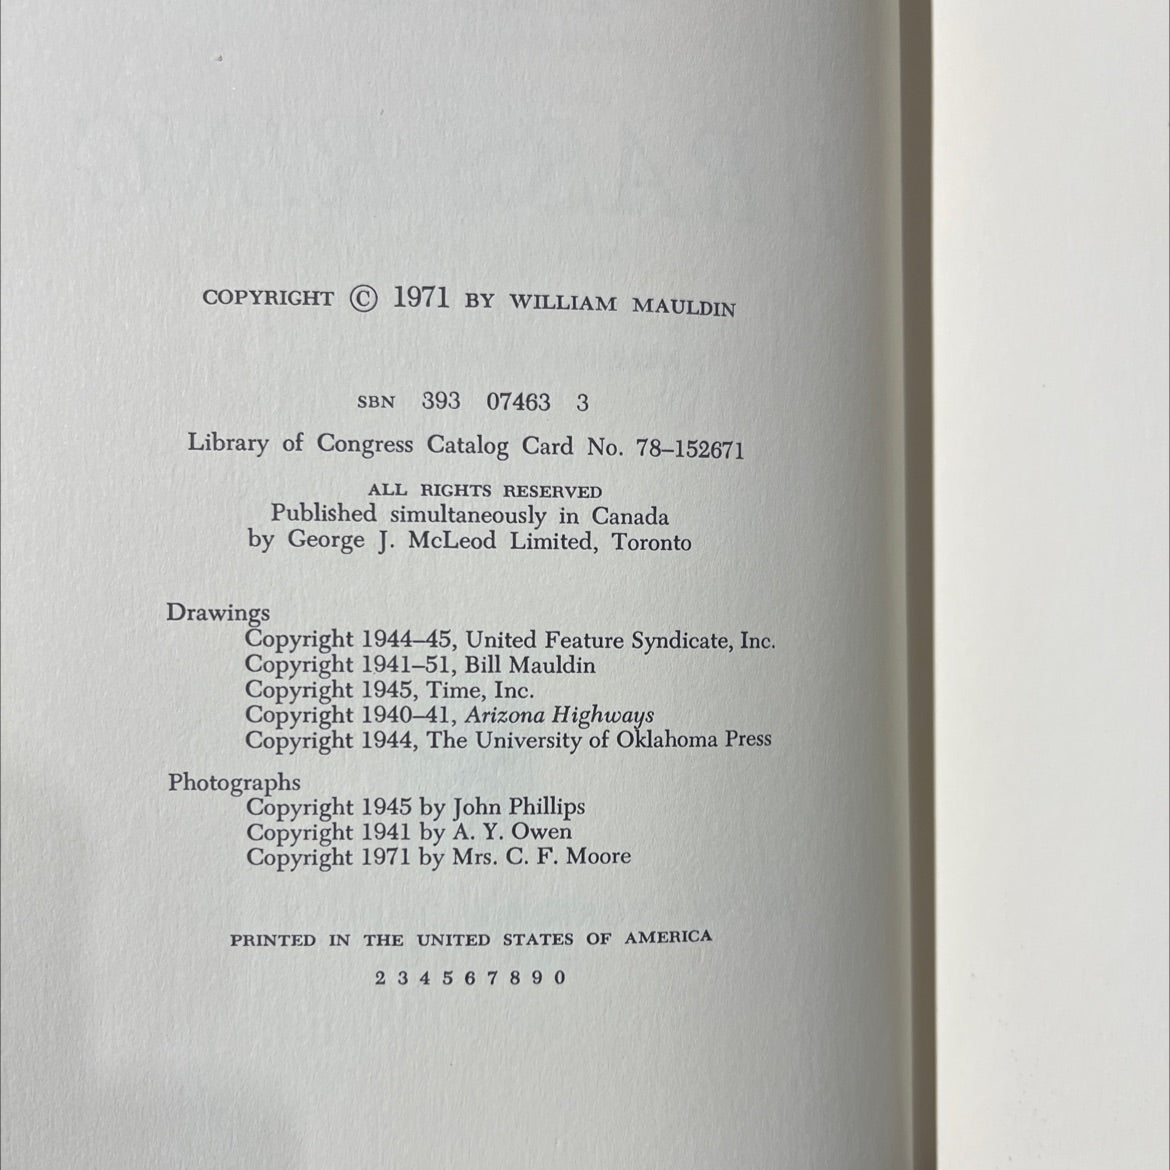 COPYRIGHT © 1971 BY WILLIAM MAULDIN
SBN 393 07463 3
Library of Congress Catalog Card No. 78–152671
ALL RIGHTS RESERVED
Published simultaneously in Canada
by George J. McLeod Limited, Toronto
Drawings
Copyright 1944–45, United Feature Syndicate, Inc.
Copyright 1941–51, Bill Mauldin
Copyright 1945, Time, Inc.
Copyright 1940–41, Arizona Highways
Copyright 1944, The University of Oklahoma Press
Photographs
Copyright 1945 by John Phillips
Copyright 1941 by A. Y. Owen
Copyright 1971 by Mrs. C. F. Moore
PRINTED IN THE UNITED STATES OF AMERICA
2 3 4 5 6 7 8 9 0